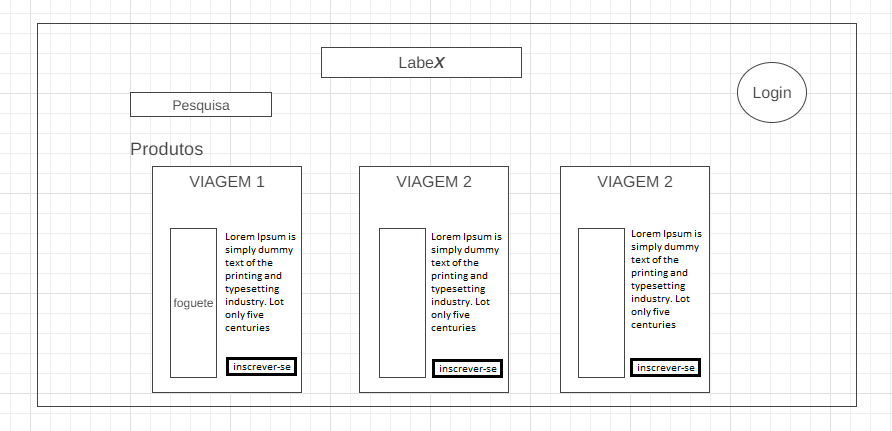 LabeX
Login
Pesquisa
Produtos
VIAGEM 1
foguete
Lorem Ipsum is
simply dummy
text of the
printing and
typesetting
industry. Lot
only five
centuries
inscrever-se
VIAGEM 2
Lorem Ipsum is
simply dummy
text of the
printing and
typesetting
industry. Lot
only five
centuries
inscrever-se
VIAGEM 2
Lorem Ipsum is
simply dummy
text of the
printing and
typesetting
industry. Lot
only five
centuries
inscrever-se